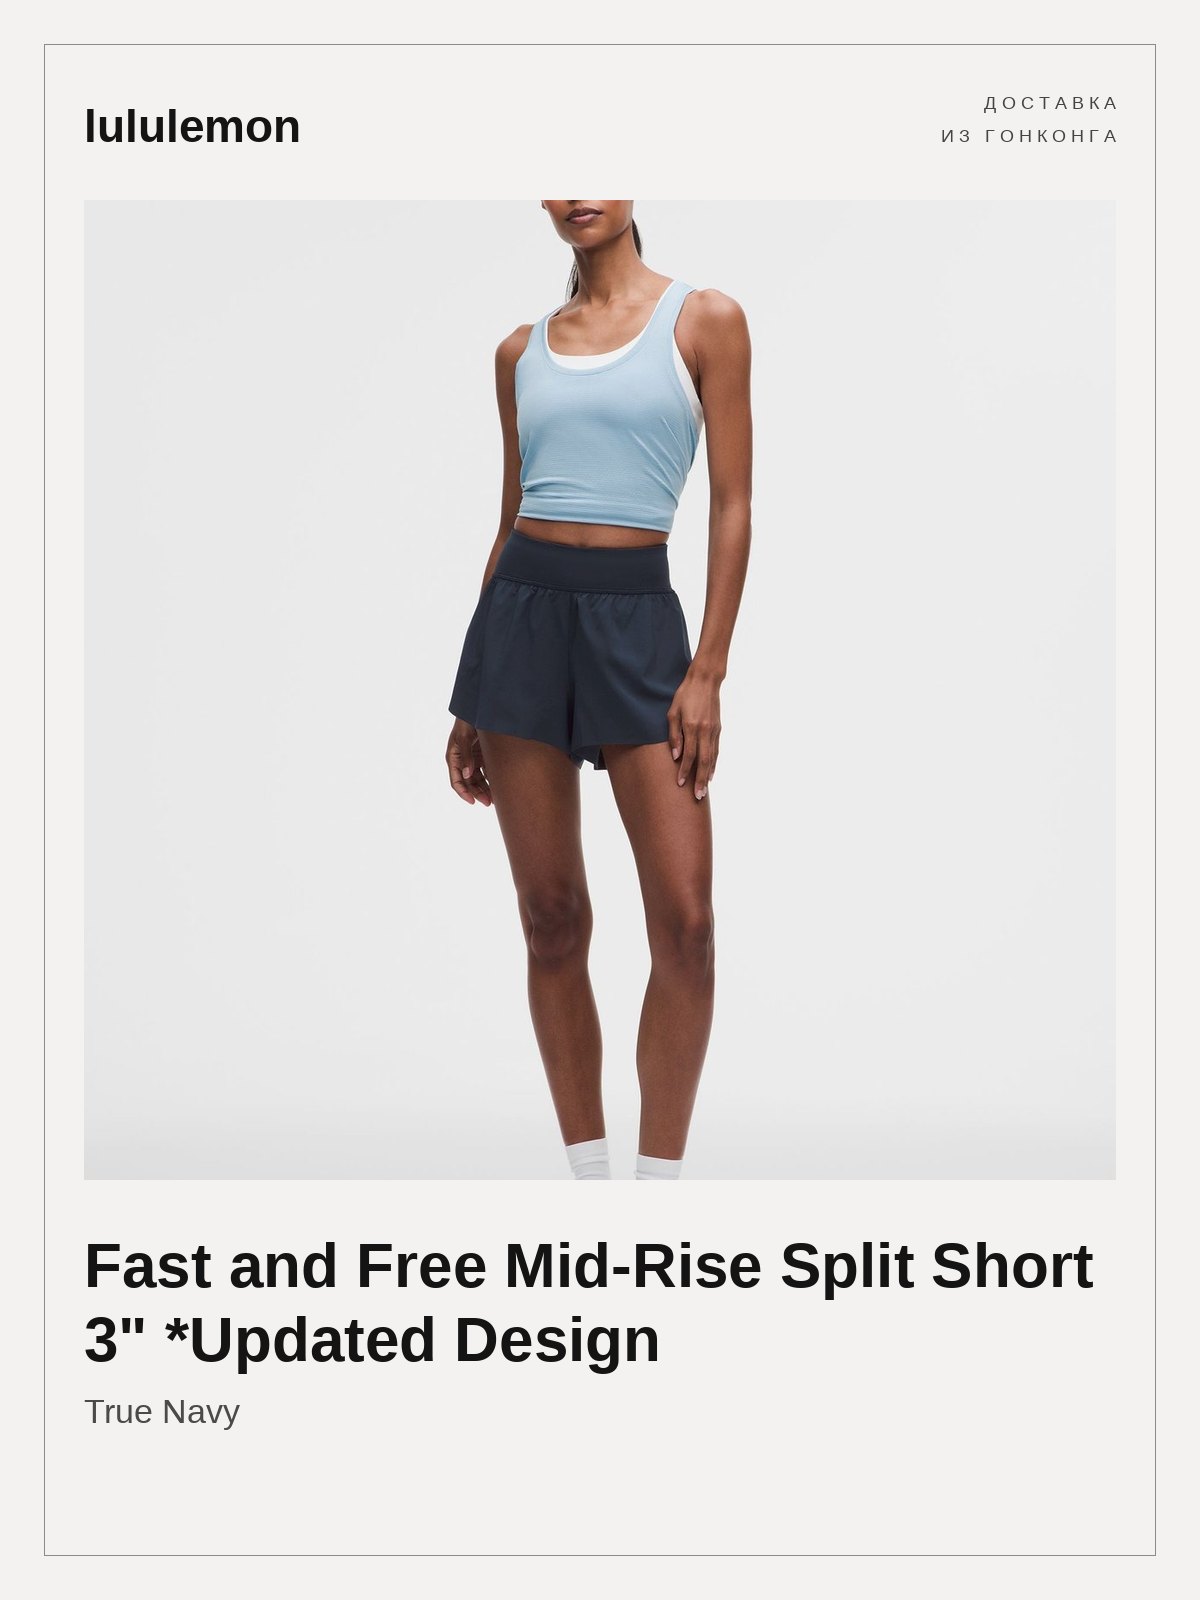 lululemon
ДОСТАВКА
ИЗ ГОНКОНГА
Fast and Free Mid-Rise Split Short
3" *Updated Design
True Navy